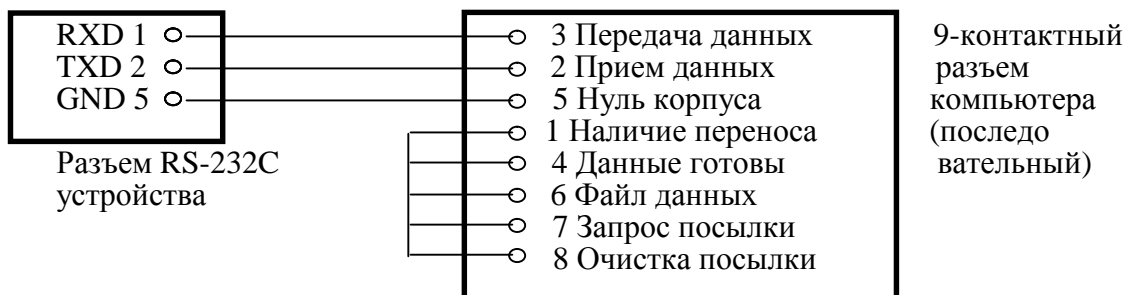 RXD 1
TXD 2
GND 5
Разъем RS-232C
устройства
3 Передача данных
2 Прием данных
5 Нуль корпуса
1 Наличие переноса
4 Данные готовы
6 Файл данных
7 Запрос посылки
8 Очистка посылки
9-контактный
разъем
компьютера
(последо
вательный)